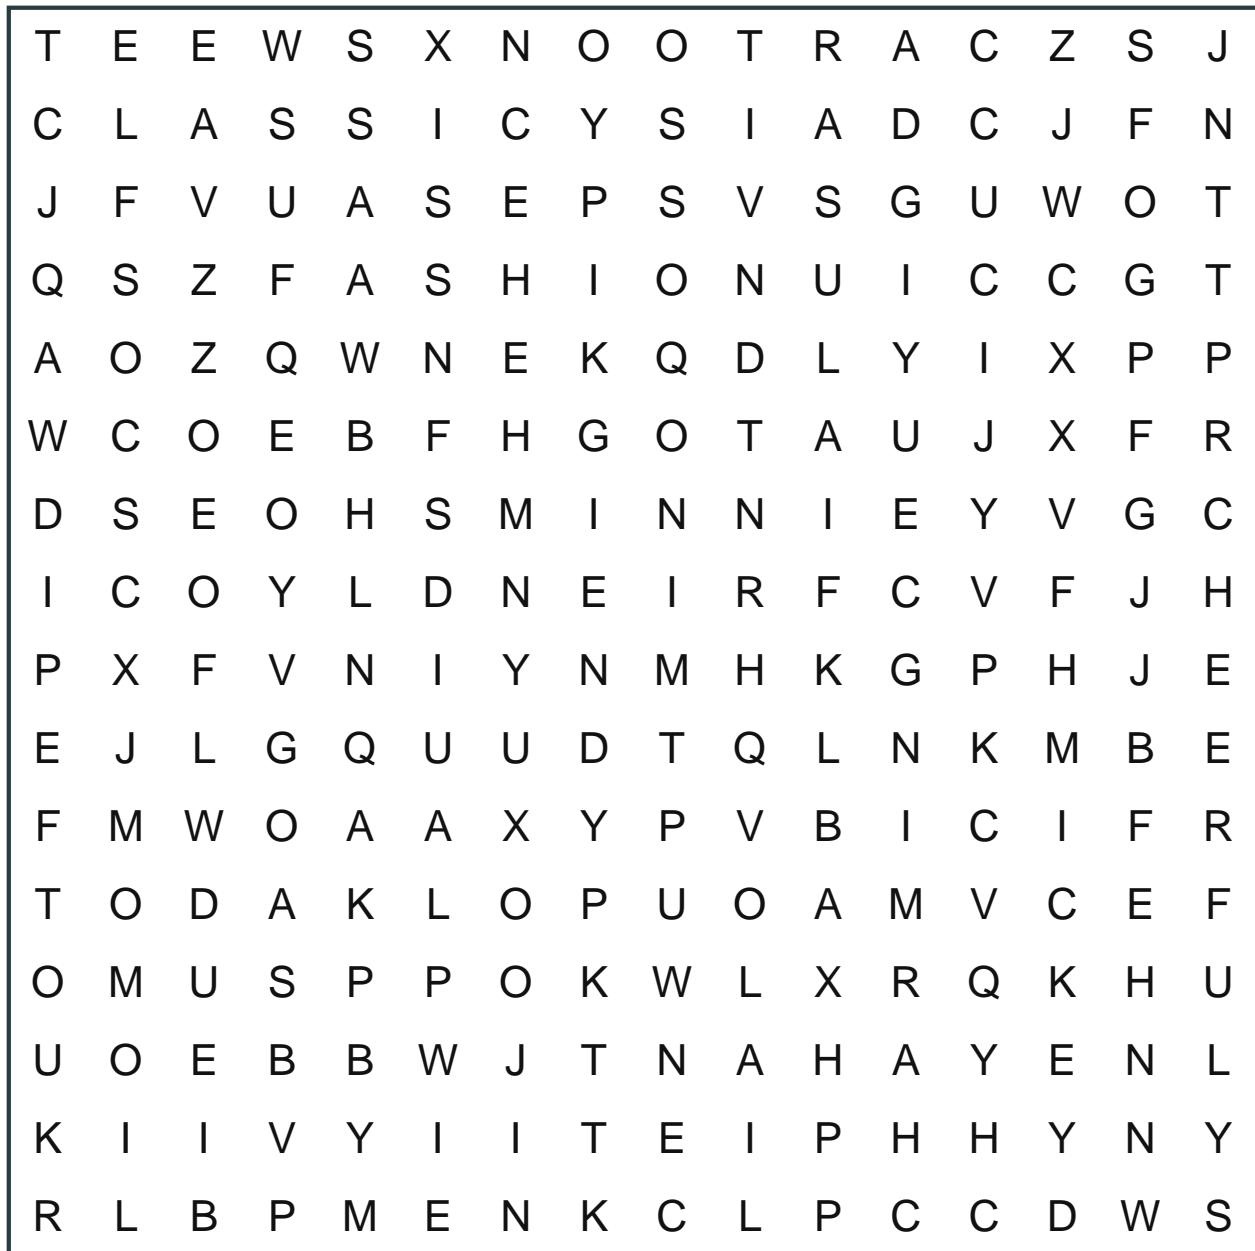 T E E W S X N O O T R A C Z S J
C L A S S I C Y S I A D C J F N
J F V U A S E P S V S G U W O T
Q S Z F A S H I O N U I C C G T
A O Z Q W N E K Q D L Y I X P P
W C O E B F H G O T A U J X F R
D S E O H S M I N N I E Y V G C
I C O Y L D N E I R F C V F J H
P X F V N I Y N M H K G P H J E
E J L G Q U U D T Q L N K M B E
F M W O A A X Y P V B I C I F R
T O D A K L O P U O A M V C E F
O M U S P P O K W L X R Q K H U
U O E B B W J T N A H A Y E N L
K I I V Y I I T E I P H H Y N Y
R L B P M E N K C L P C C D W S